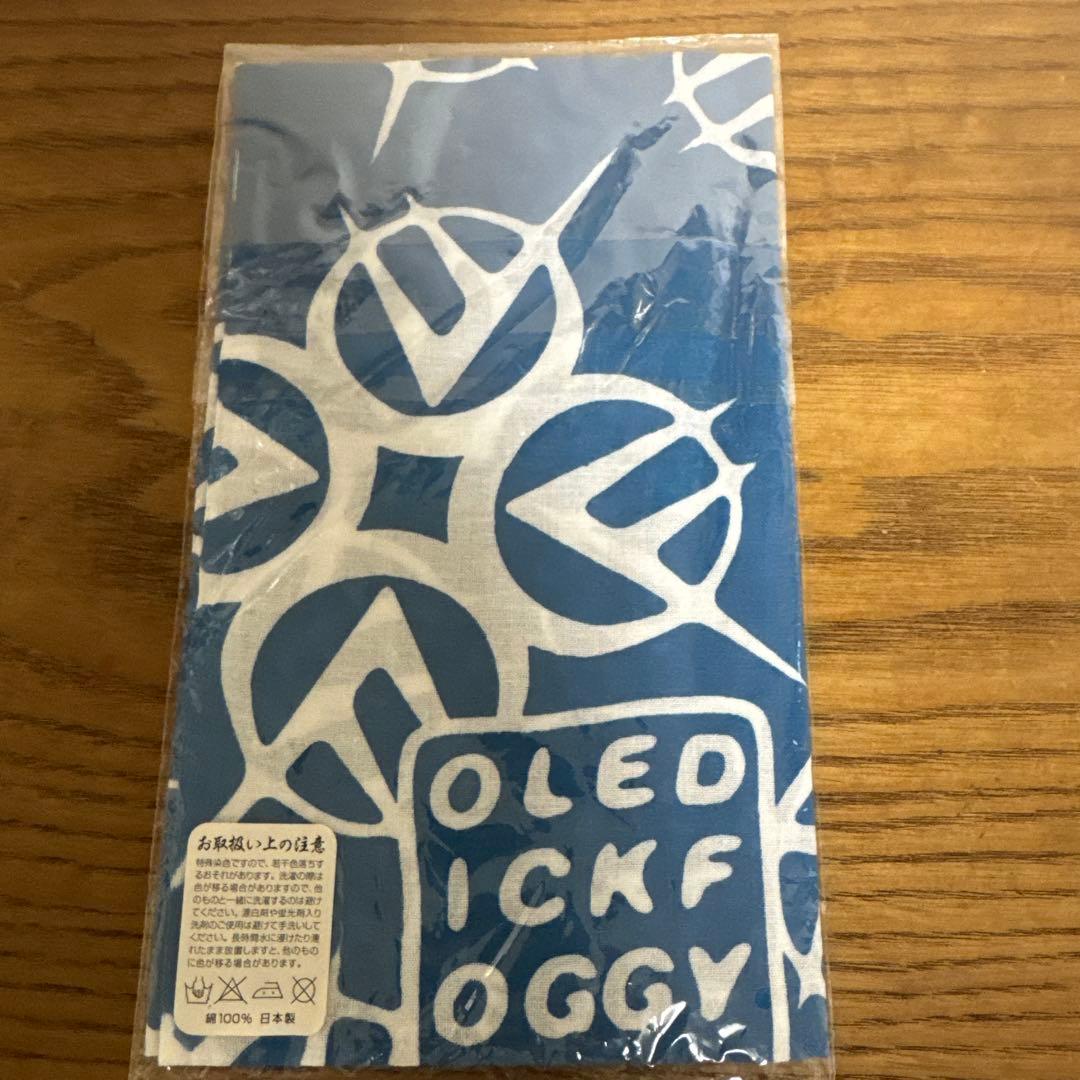 OLED
ICKF
OGGY
お取扱い上の注意
特殊染色ですので、若干色落ちす
るおそれがあります。洗濯の際は
色が移る場合がありますので、他
のものと一緒に洗濯するのは避け
てください。漂白剤や蛍光剤入り
洗剤のご使用は避けて手洗いして
ください。長時間水に浸けたり濡
れたまま放置しますと、他のもの
に色が移る場合があります。
綿100% 日本製